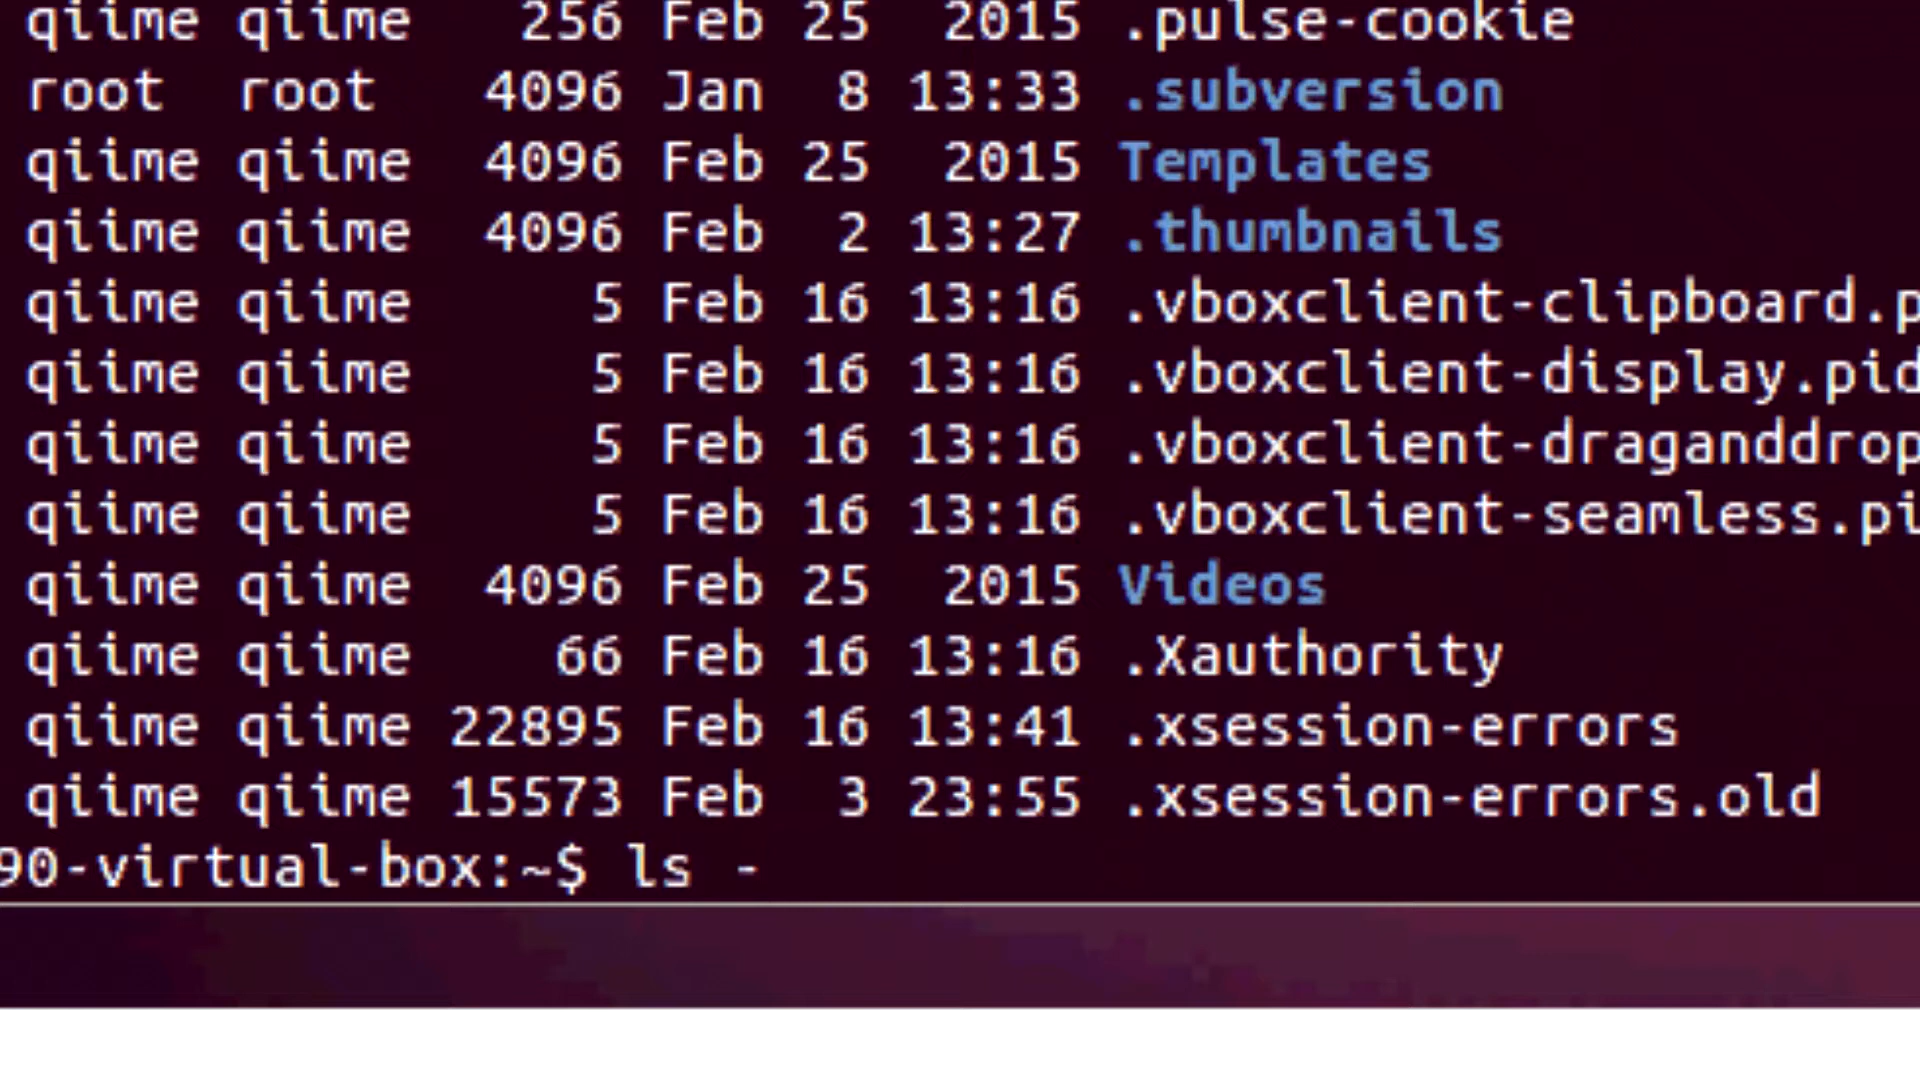 qiime qiime 256 Feb 25 2015 .pulse-cookie
root root 4096 Jan 8 13:33 .subversion
qiime qiime 4096 Feb 25 2015 Templates
qiime qiime 4096 Feb 2 13:27 .thumbnails
qiime qiime 5 Feb 16 13:16 .vboxclient-clipboard.p
qiime qiime 5 Feb 16 13:16 .vboxclient-display.pid
qiime qiime 5 Feb 16 13:16 .vboxclient-draganddrop
qiime qiime 5 Feb 16 13:16 .vboxclient-seamless.pi
qiime qiime 4096 Feb 25 2015 Videos
qiime qiime 66 Feb 16 13:16 .Xauthority
qiime qiime 22895 Feb 16 13:41 .xsession-errors
qiime qiime 15573 Feb 3 23:55 .xsession-errors.old
90-virtual-box:~$ ls -